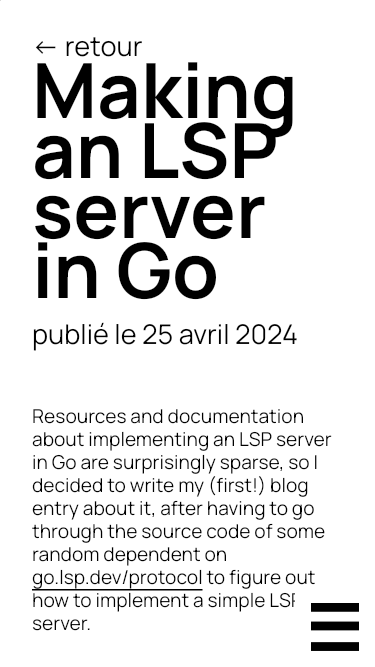 ← retour
Making
an LSP
server
in Go
publié le 25 avril 2024
Resources and documentation
about implementing an LSP server
in Go are surprisingly sparse, so I
decided to write my (first!) blog
entry about it, after having to go
through the source code of some
random dependent on
go.lsp.dev/protocol to figure out
how to implement a simple LSP
server.